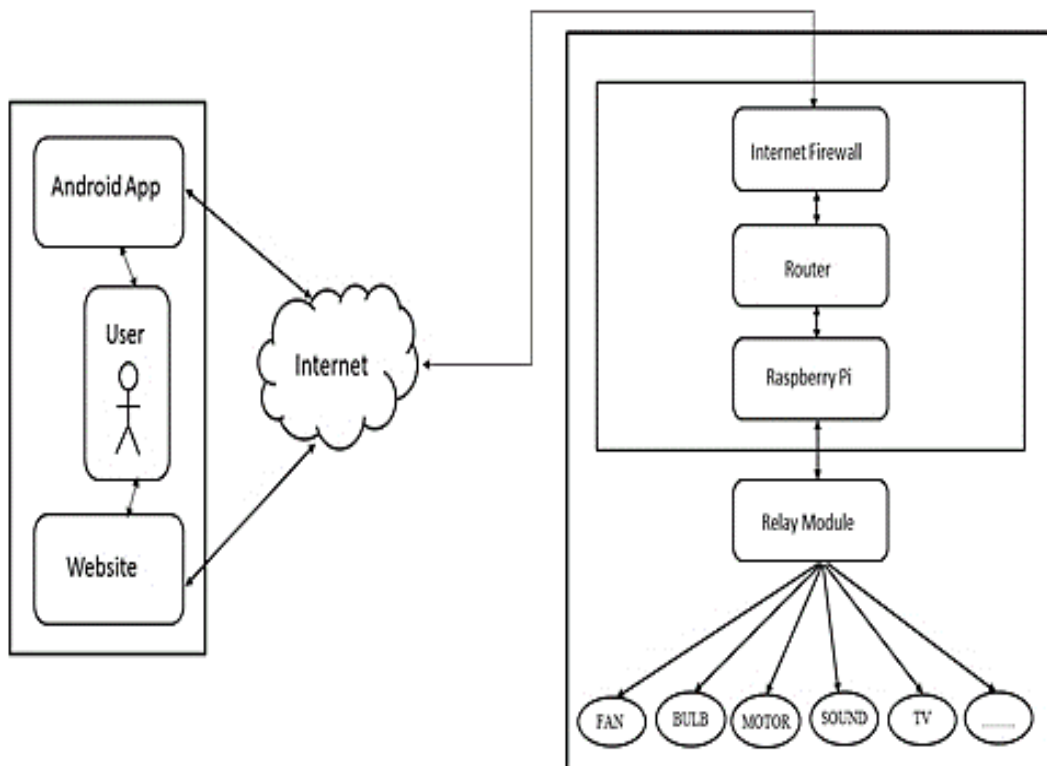 Android App
User
Website
Internet
Internet Firewall
Router
Raspberry Pi
Relay Module
FAN
BULB
MOTOR
SOUND
TV
..........